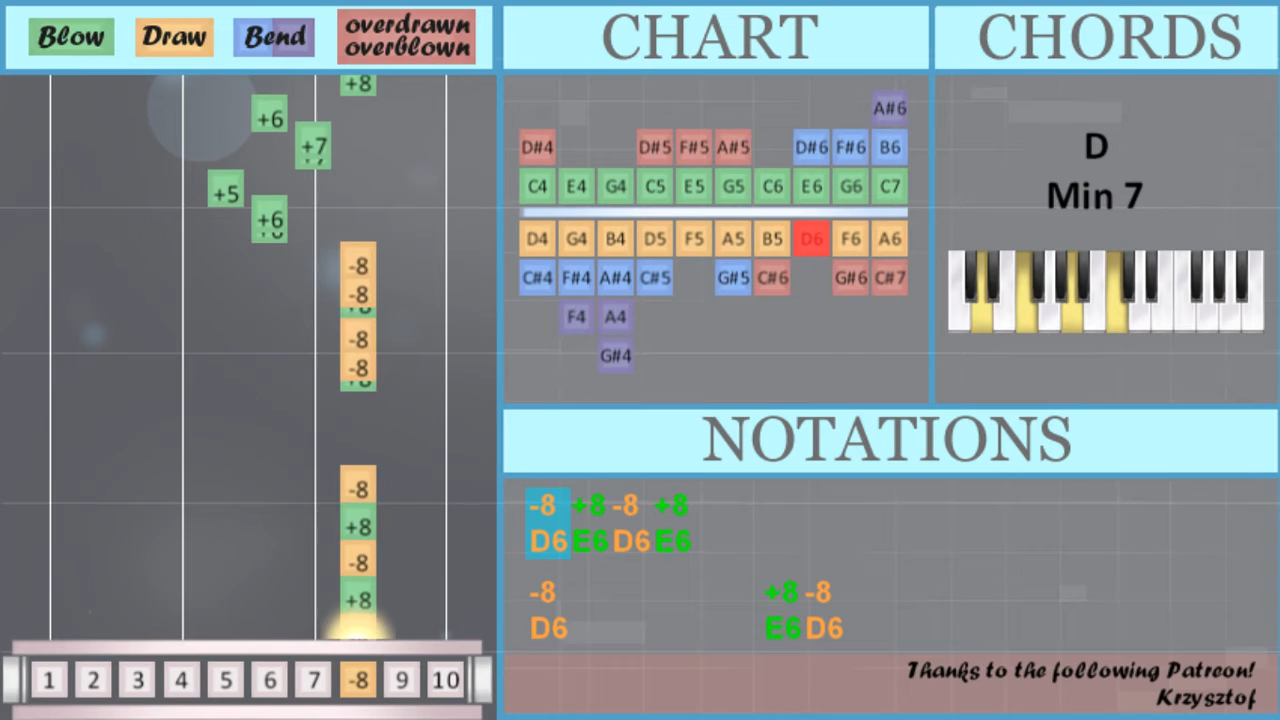 Blow Draw Bend overdrawn
overblown
CHART
CHORDS
+8
+6
+7
+5
+6
-8
-8
-8
-8
-8
+8
-8
+8
1 2 3 4 5 6 7 -8 9 10
A#6
D#4 D#5 F#5 A#5 D#6 F#6 B6
C4 E4 G4 C5 E5 G5 C6 E6 G6 C7
D4 G4 B4 D5 F5 A5 B5 D6 F6 A6
C#4 F#4 A#4 C#5 G#5 C#6 G#6 C#7
F4 A4
G#4
D
Min 7
NOTATIONS
-8 +8 -8 +8
D6 E6 D6 E6
-8 +8 -8
D6 E6 D6
Thanks to the following Patreon!
Krzysztof